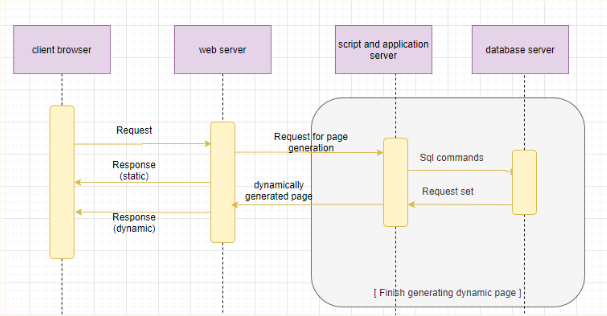 client browser
web server
script and application
server
database server
Request
Request for page
generation
Sql commands
Response
(static)
dynamically
generated page
Request set
Response
(dynamic)
[ Finish generating dynamic page ]